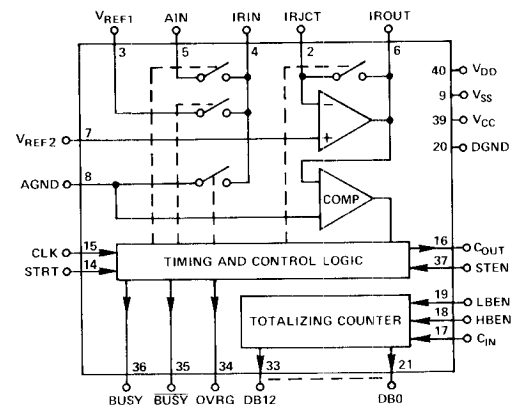 VREF1 AIN IRIN IRJCT IROUT
3 5 4 2 6
40 VDD
9 VSS
39 VCC
20 DGND
VREF2 7
−
+
AGND 8
COMP
CLK 15
STRT 14
TIMING AND CONTROL LOGIC
16 COUT
37 STEN
TOTALIZING COUNTER
19 LBEN
18 HBEN
17 CIN
36 35 34 33 21
BUSY BUSY OVRG DB12 DB0